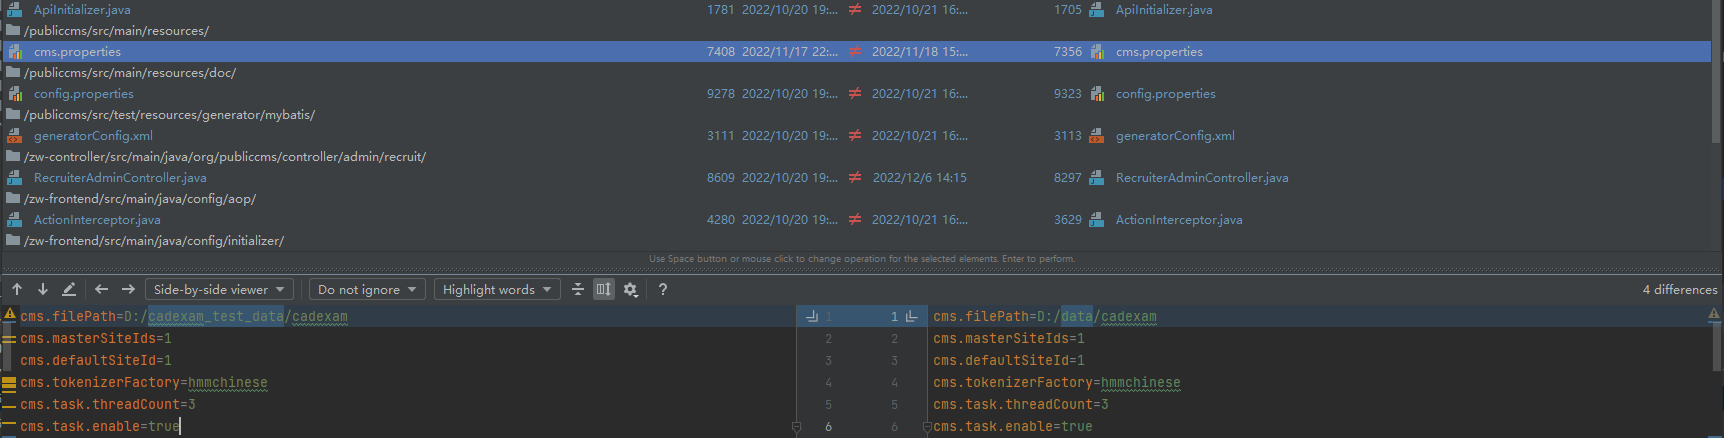 ApiInitializer.java 1781 2022/10/20 19:... ≠ 2022/10/21 16:... 1705 ApiInitializer.java
/publiccms/src/main/resources/
cms.properties 7408 2022/11/17 22:... ≠ 2022/11/18 15:... 7356 cms.properties
/publiccms/src/main/resources/doc/
config.properties 9278 2022/10/20 19:... ≠ 2022/10/21 16:... 9323 config.properties
/publiccms/src/test/resources/generator/mybatis/
generatorConfig.xml 3111 2022/10/20 19:... ≠ 2022/10/21 16:... 3113 generatorConfig.xml
/zw-controller/src/main/java/org/publiccms/controller/admin/recruit/
RecruiterAdminController.java 8609 2022/10/20 19:... ≠ 2022/12/6 14:15 8297 RecruiterAdminController.java
/zw-frontend/src/main/java/config/aop/
ActionInterceptor.java 4280 2022/10/20 19:... ≠ 2022/10/21 16:... 3629 ActionInterceptor.java
/zw-frontend/src/main/java/config/initializer/
Use Space button or mouse click to change operation for the selected elements. Enter to perform.
Side-by-side viewer Do not ignore Highlight words ? 4 differences
cms.filePath=D:/cadexam_test_data/cadexam 1 1 cms.filePath=D:/data/cadexam
cms.masterSiteIds=1 2 2 cms.masterSiteIds=1
cms.defaultSiteId=1 3 3 cms.defaultSiteId=1
cms.tokenizerFactory=hmmchinese 4 4 cms.tokenizerFactory=hmmchinese
cms.task.threadCount=3 5 5 cms.task.threadCount=3
cms.task.enable=true 6 6 cms.task.enable=true